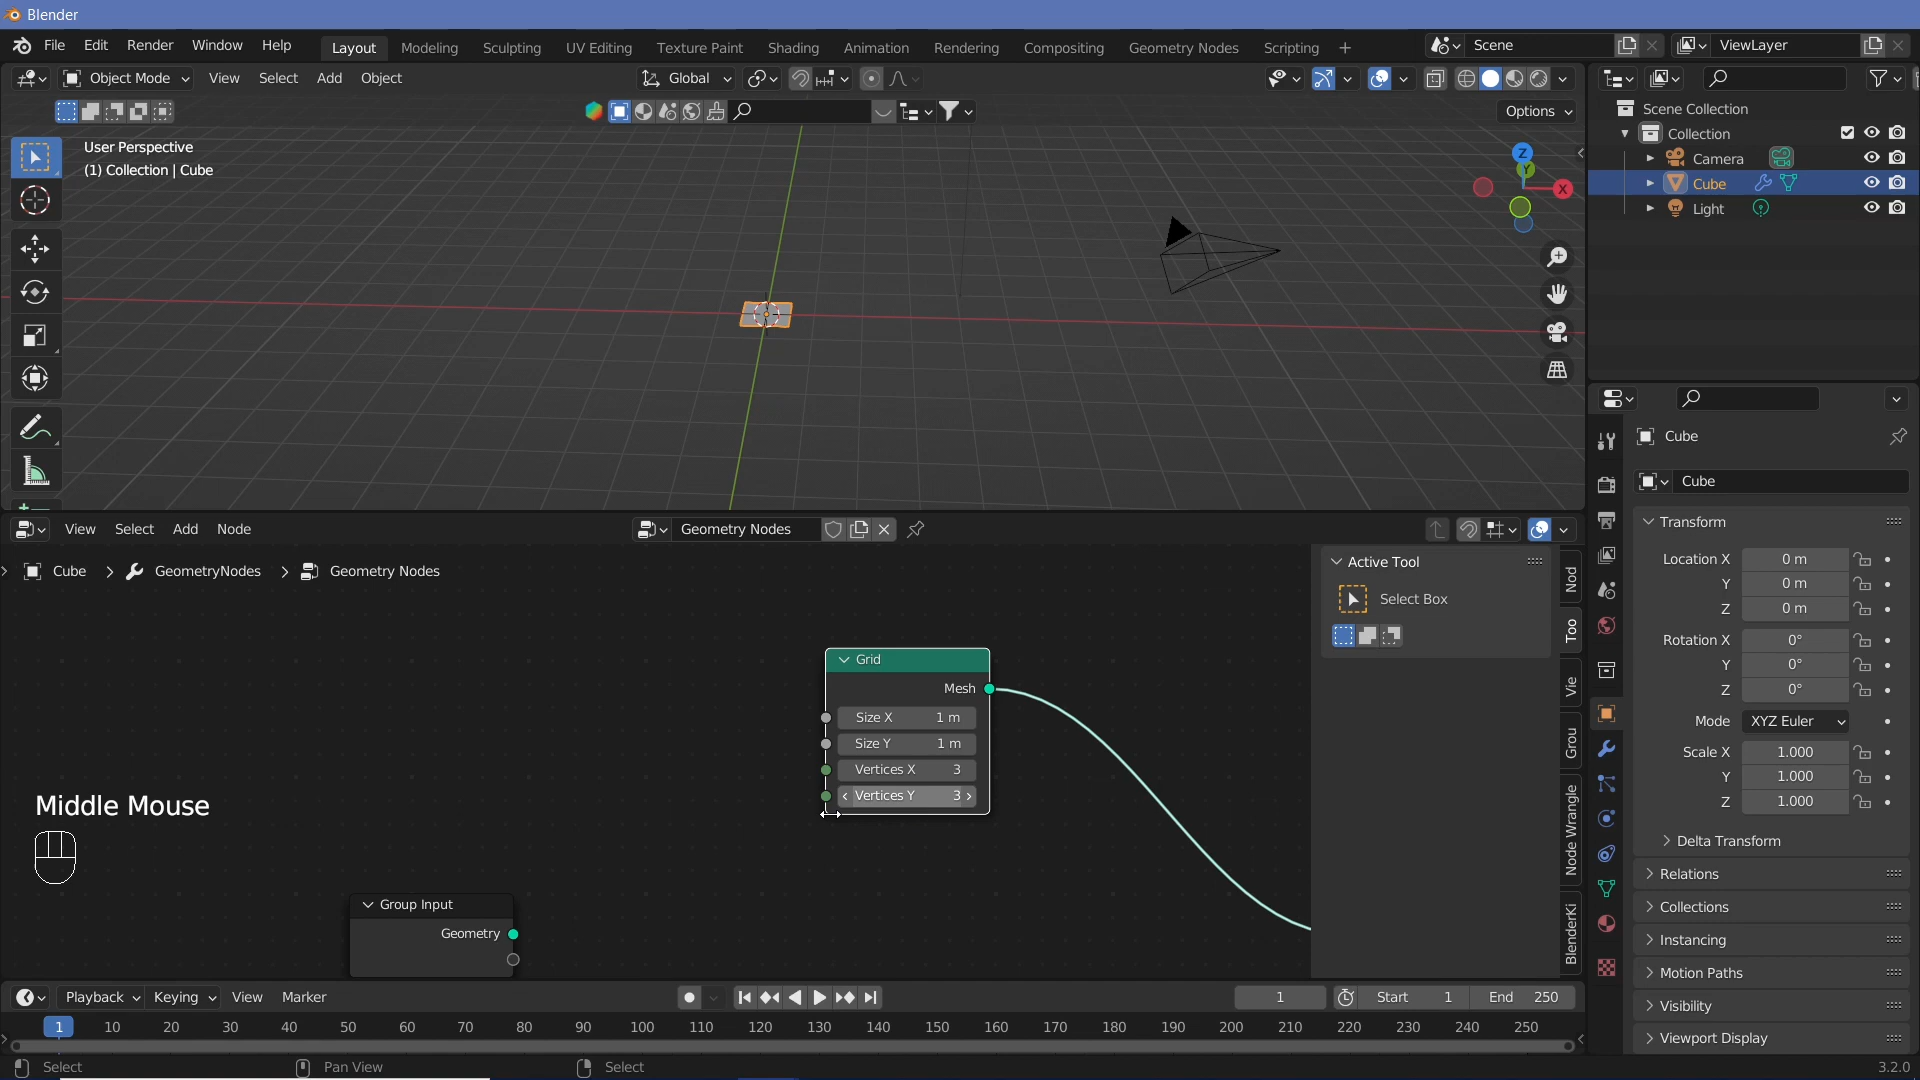 Blender
File Edit Render Window Help Layout Modeling Sculpting UV Editing Texture Paint Shading Animation Rendering Compositing Geometry Nodes Scripting + Scene ViewLayer
Object Mode View Select Add Object Global
Options
User Perspective
(1) Collection | Cube
Z
Y
X
Scene Collection
Collection
Camera
Cube
Light
Cube
Cube
Transform
Location X 0 m
Y 0 m
Z 0 m
Rotation X 0°
Y 0°
Z 0°
Mode XYZ Euler
Scale X 1.000
Y 1.000
Z 1.000
Delta Transform
Relations
Collections
Instancing
Motion Paths
Visibility
Viewport Display
View Select Add Node Geometry Nodes
Cube GeometryNodes Geometry Nodes
Active Tool
Select Box
Nod
Too
Vie
Grou
Node Wrangle
BlenderKi
Grid
Mesh
Size X 1 m
Size Y 1 m
Vertices X 3
Vertices Y 3
Middle Mouse
Group Input
Geometry
Playback Keying View Marker 1 Start 1 End 250
1 10 20 30 40 50 60 70 80 90 100 110 120 130 140 150 160 170 180 190 200 210 220 230 240 250
Select Pan View Select 3.2.0